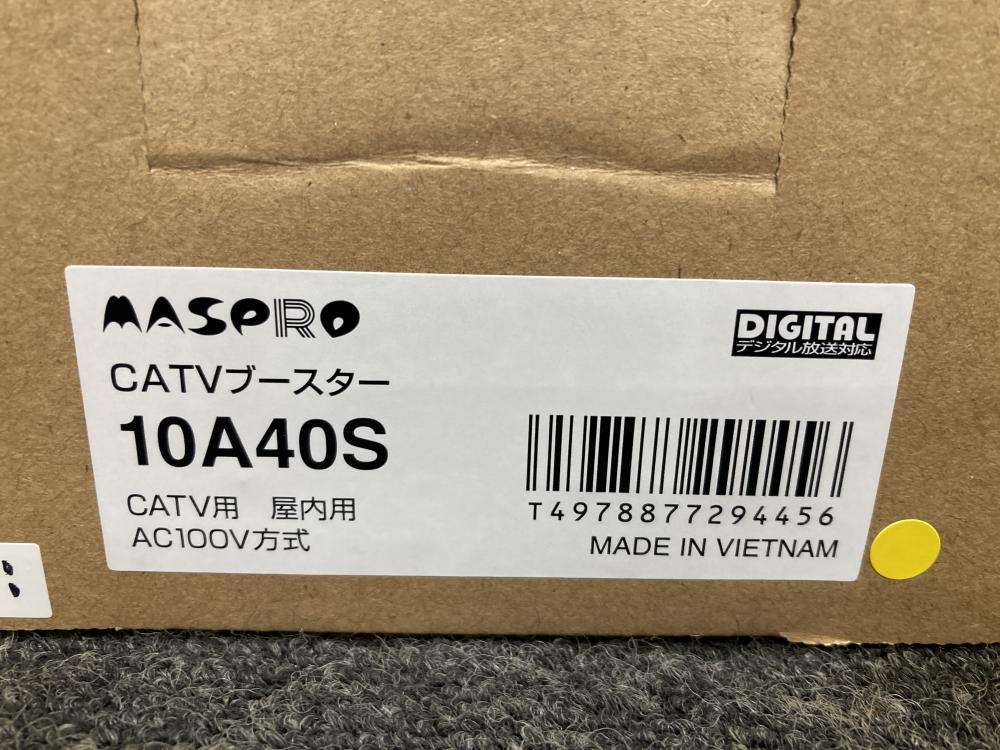 MASPRO
DIGITAL
デジタル放送対応
CATVブースター
10A40S
T4978877294456
CATV用 屋内用
AC100V方式
MADE IN VIETNAM